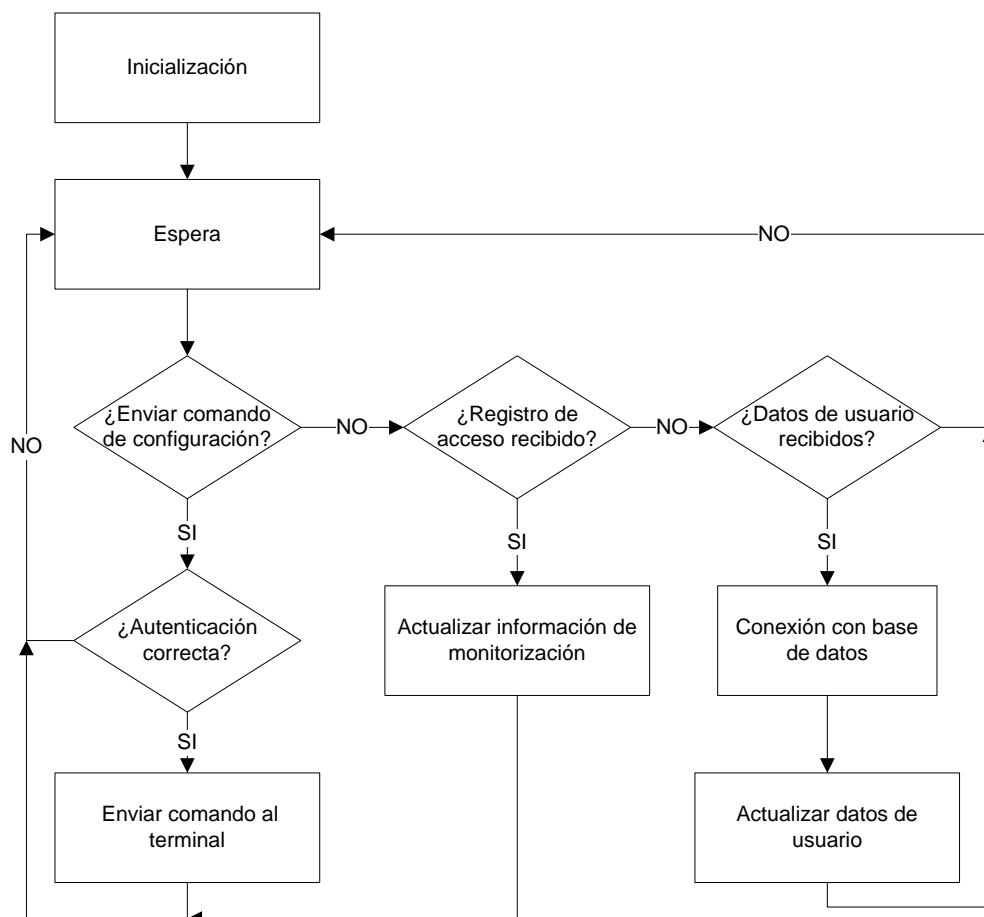 Inicialización
Espera
NO
¿Enviar comando
de configuración?
NO
¿Registro de
acceso recibido?
NO
¿Datos de usuario
recibidos?
NO
SI
SI
SI
¿Autenticación
correcta?
Actualizar información de
monitorización
Conexión con base
de datos
SI
Enviar comando al
terminal
Actualizar datos de
usuario